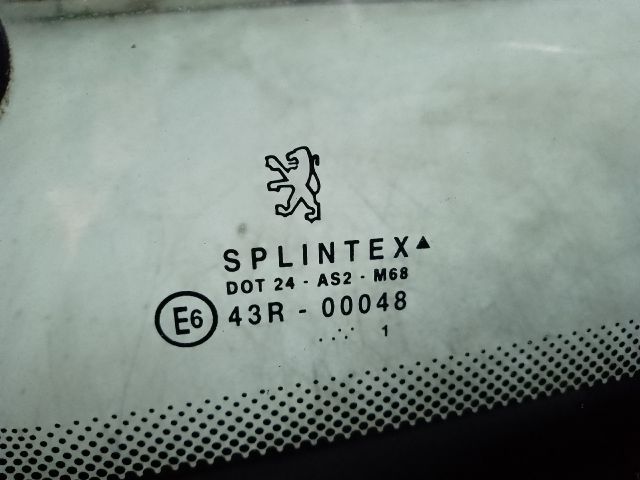 SPLINTEX▲
DOT 24 - AS2 - M68
E6 43R - 00048
..:·· 1